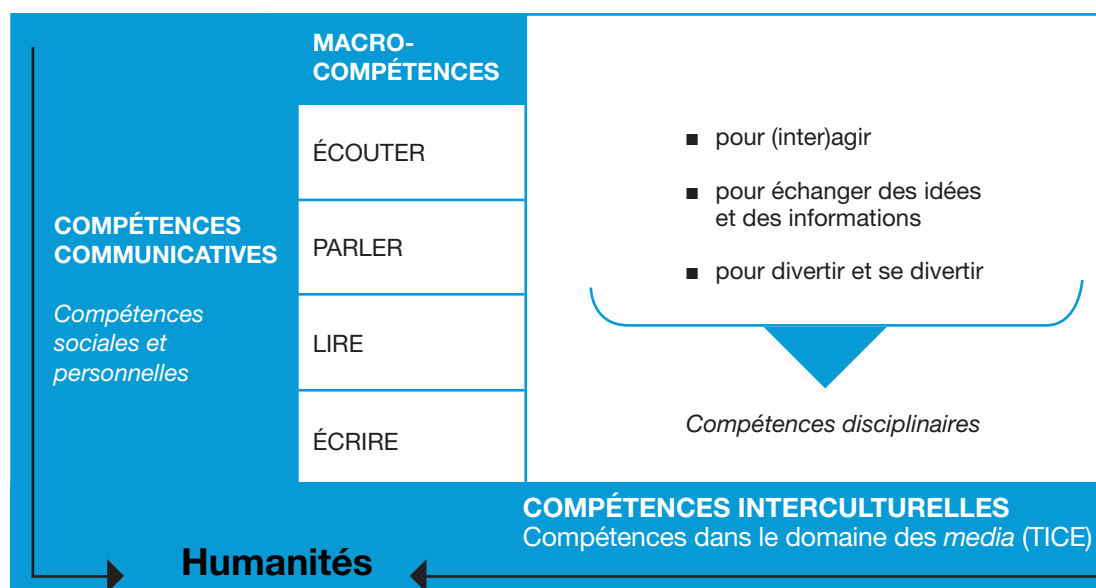 MACRO-
COMPÉTENCES
ÉCOUTER
PARLER
LIRE
ÉCRIRE
COMPÉTENCES
COMMUNICATIVES
Compétences
sociales et
personnelles
■ pour (inter)agir
■ pour échanger des idées
et des informations
■ pour divertir et se divertir
Compétences disciplinaires
COMPÉTENCES INTERCULTURELLES
Compétences dans le domaine des media (TICE)
Humanités